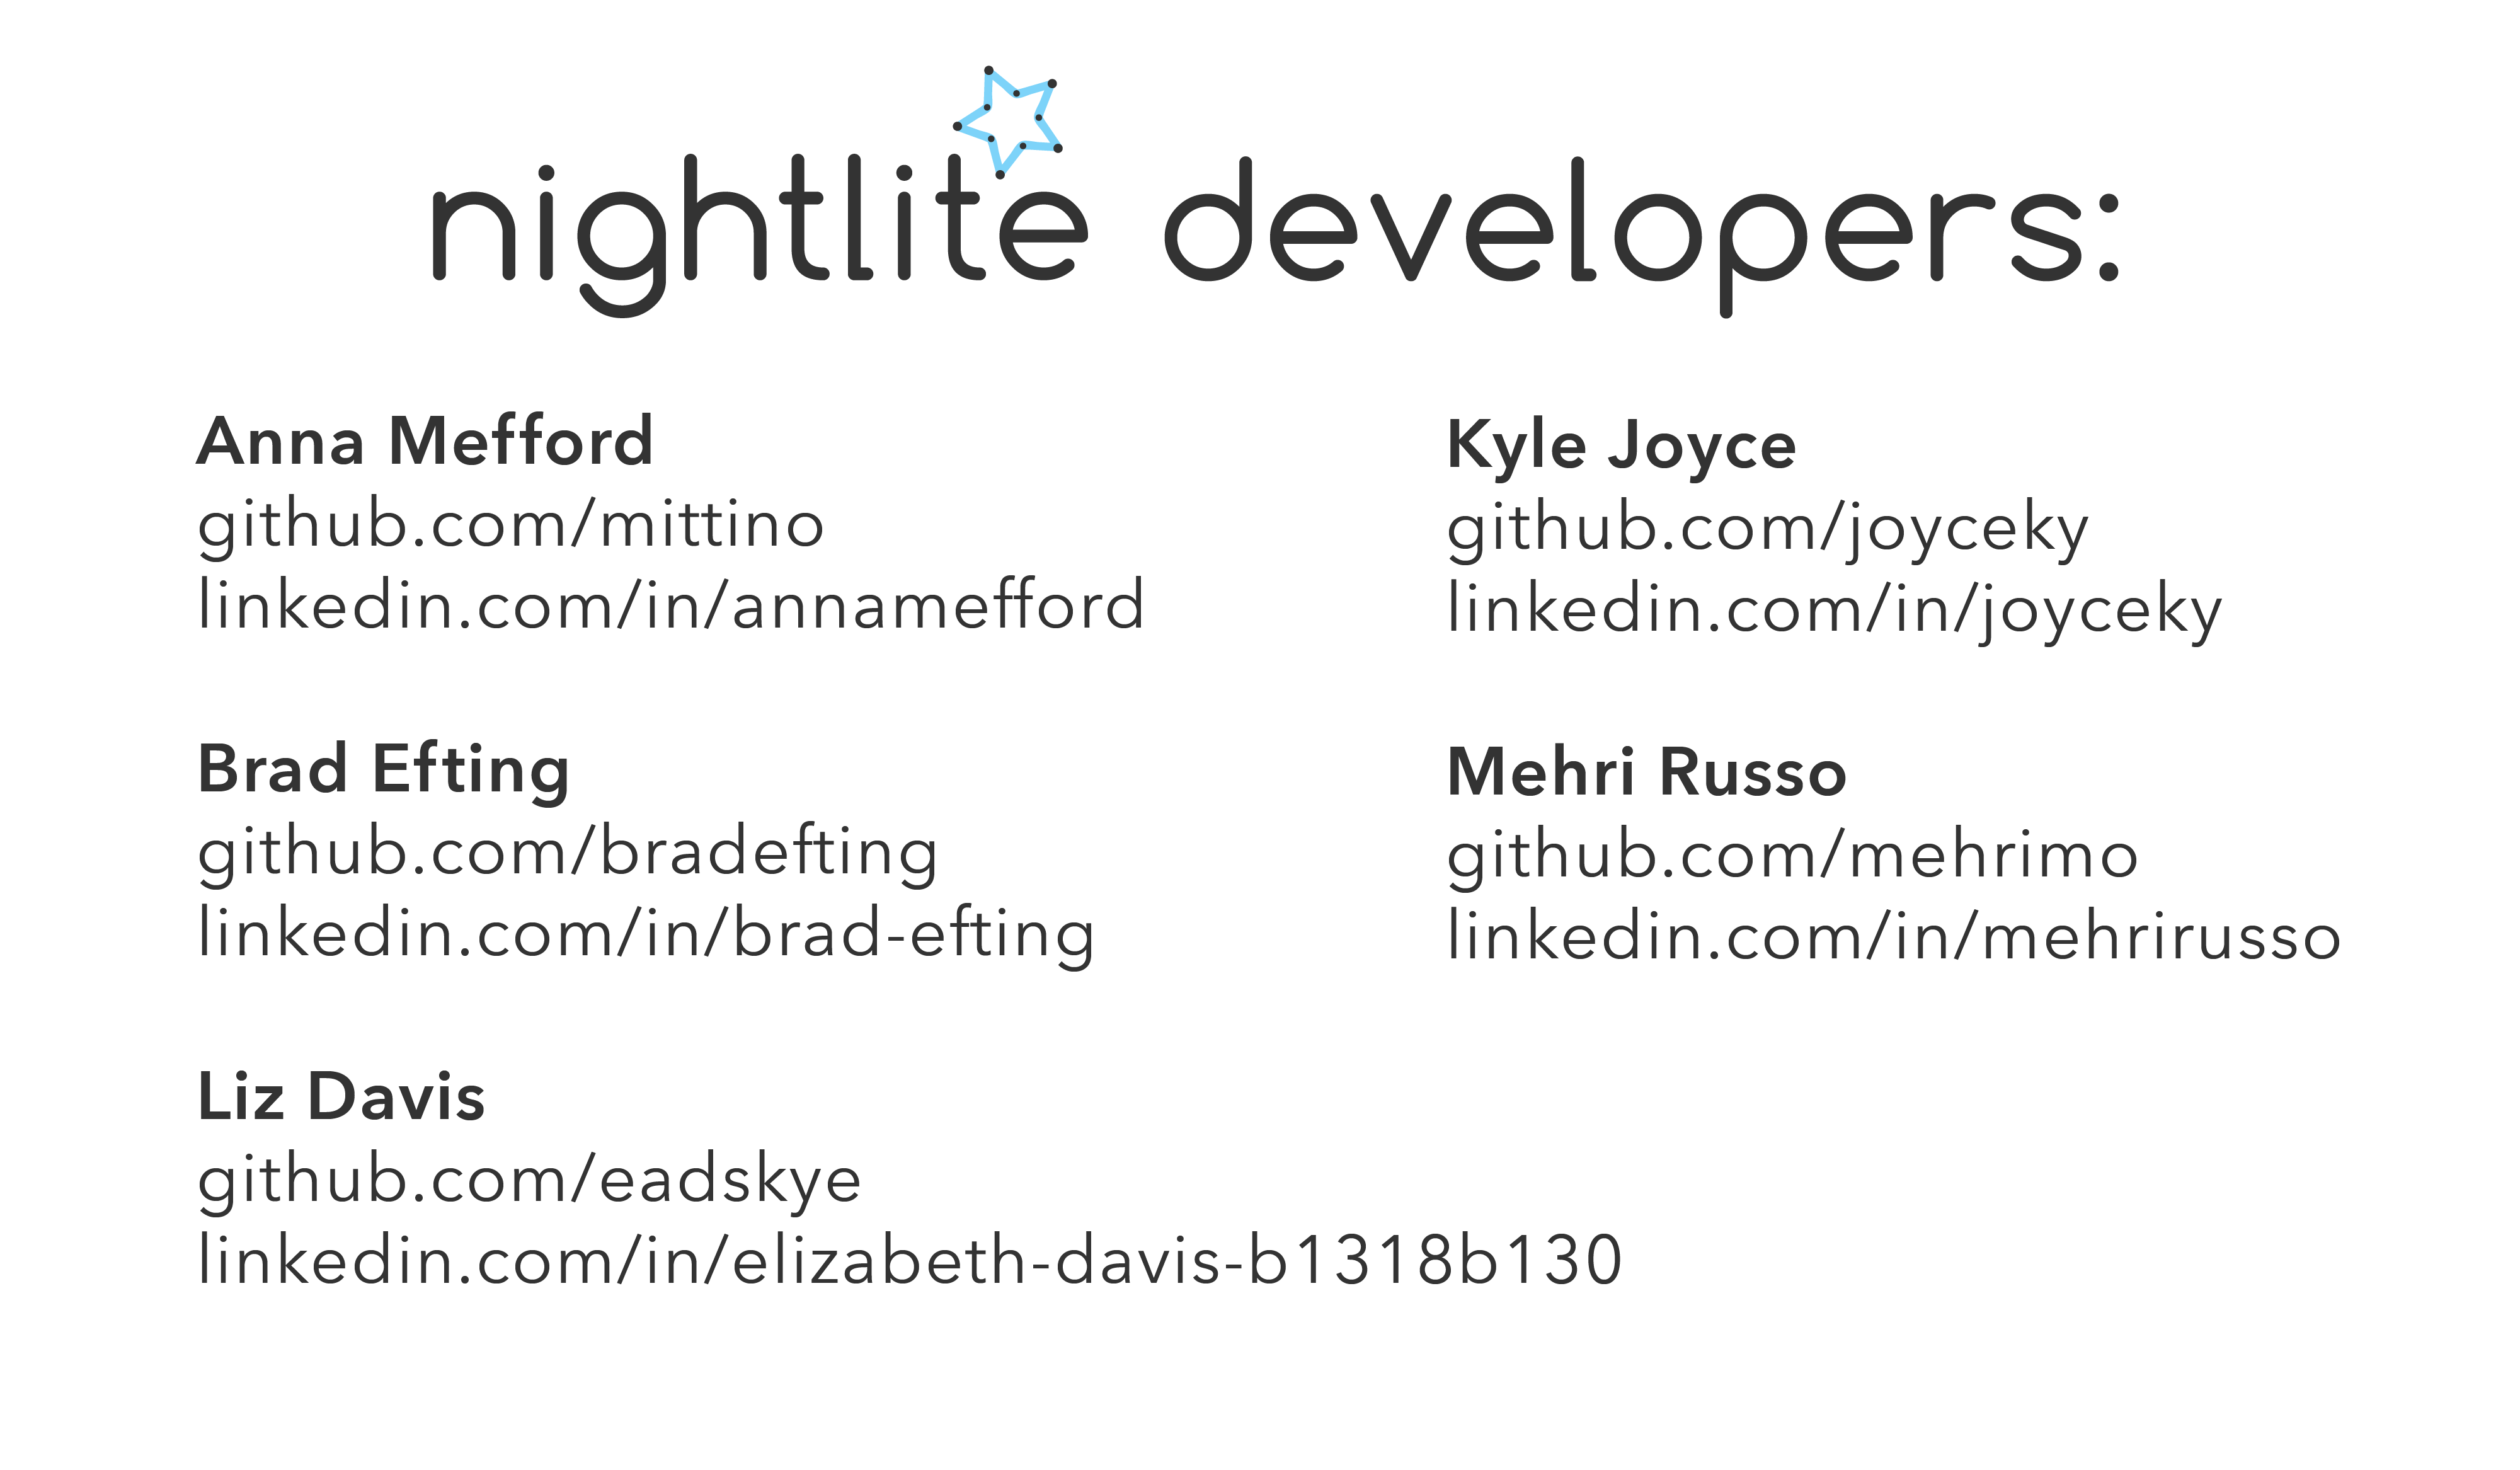 nightlite developers:
Anna Mefford
github.com/mittino
linkedin.com/in/annamefford
Brad Efting
github.com/bradefting
linkedin.com/in/brad-efting
Liz Davis
github.com/eadskye
linkedin.com/in/elizabeth-davis-b1318b130
Kyle Joyce
github.com/joyceky
linkedin.com/in/joyceky
Mehri Russo
github.com/mehrimo
linkedin.com/in/mehrirusso